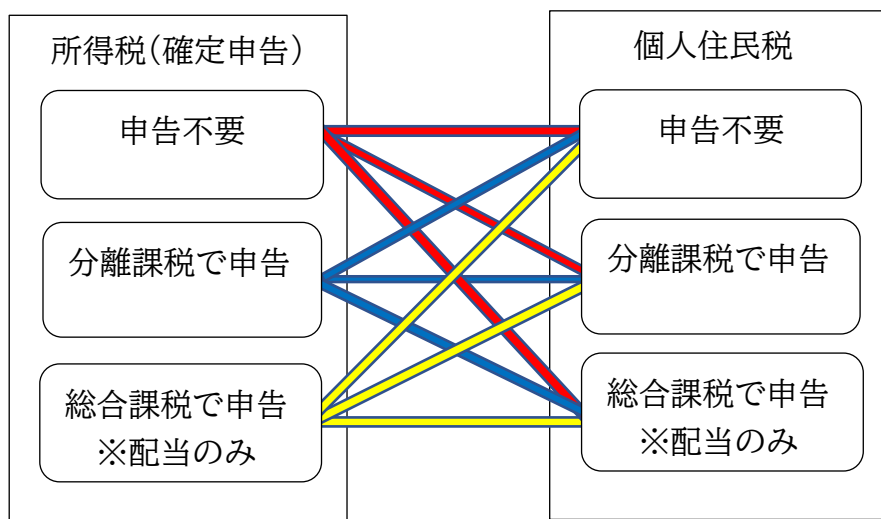 所得税(確定申告)
申告不要
分離課税で申告
総合課税で申告
※配当のみ
個人住民税
申告不要
分離課税で申告
総合課税で申告
※配当のみ